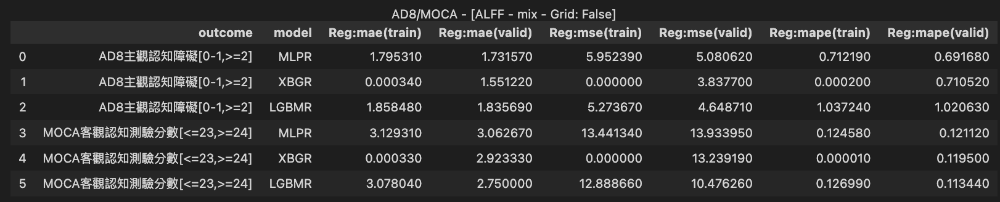 AD8/MOCA - [ALFF - mix - Grid: False]
outcome model Reg:mae(train) Reg:mae(valid) Reg:mse(train) Reg:mse(valid) Reg:mape(train) Reg:mape(valid)
0 AD8主觀認知障礙[0-1,>=2] MLPR 1.795310 1.731570 5.952390 5.080620 0.712190 0.691680
1 AD8主觀認知障礙[0-1,>=2] XBGR 0.000340 1.551220 0.000000 3.837700 0.000200 0.710520
2 AD8主觀認知障礙[0-1,>=2] LGBMR 1.858480 1.835690 5.273670 4.648710 1.037240 1.020630
3 MOCA客觀認知測驗分數[<=23,>=24] MLPR 3.129310 3.062670 13.441340 13.933950 0.124580 0.121120
4 MOCA客觀認知測驗分數[<=23,>=24] XBGR 0.000330 2.923330 0.000000 13.239190 0.000010 0.119500
5 MOCA客觀認知測驗分數[<=23,>=24] LGBMR 3.078040 2.750000 12.888660 10.476260 0.126990 0.113440